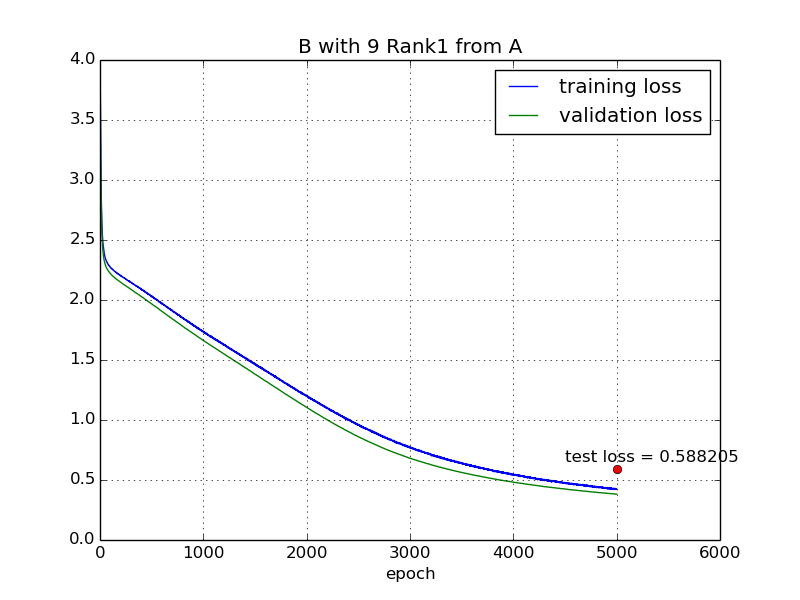 B with 9 Rank1 from A
training loss
validation loss
4.0
3.5
3.0
2.5
2.0
1.5
1.0
0.5
0.0
test loss = 0.588205
0 1000 2000 3000 4000 5000 6000
epoch